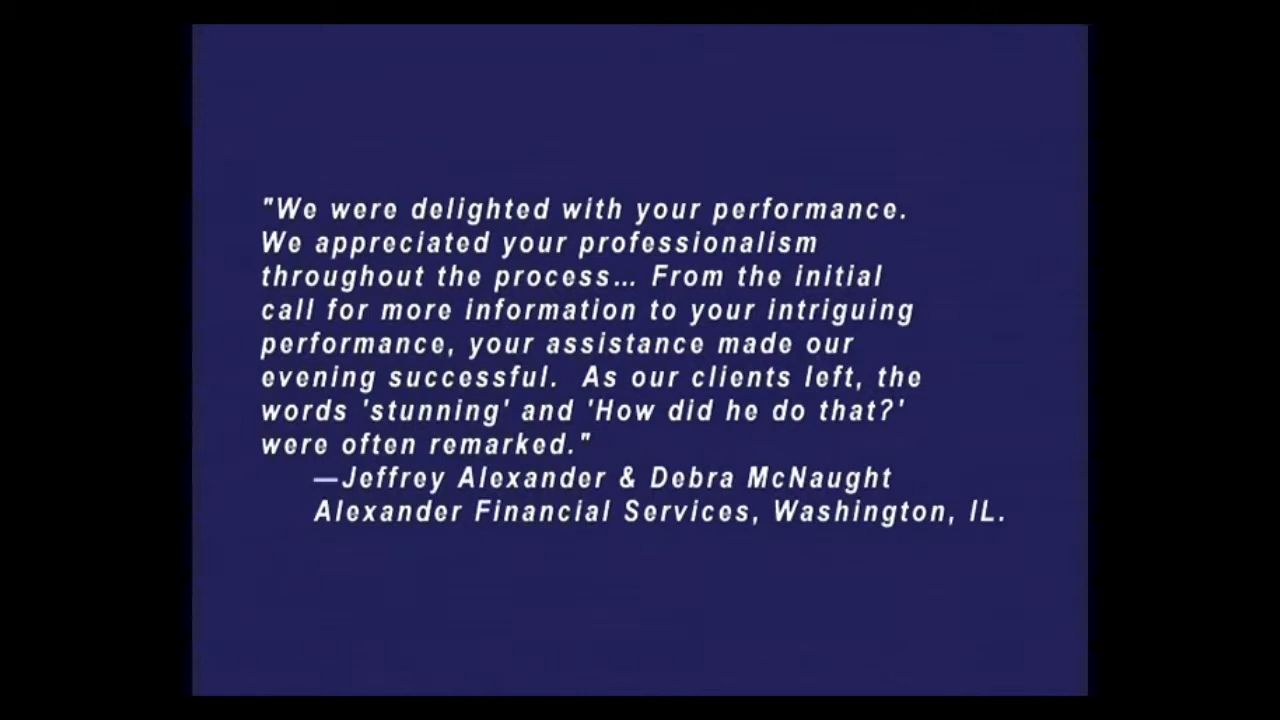 "We were delighted with your performance.
We appreciated your professionalism
throughout the process... From the initial
call for more information to your intriguing
performance, your assistance made our
evening successful.  As our clients left, the
words 'stunning' and 'How did he do that?'
were often remarked."
—Jeffrey Alexander & Debra McNaught
Alexander Financial Services, Washington, IL.